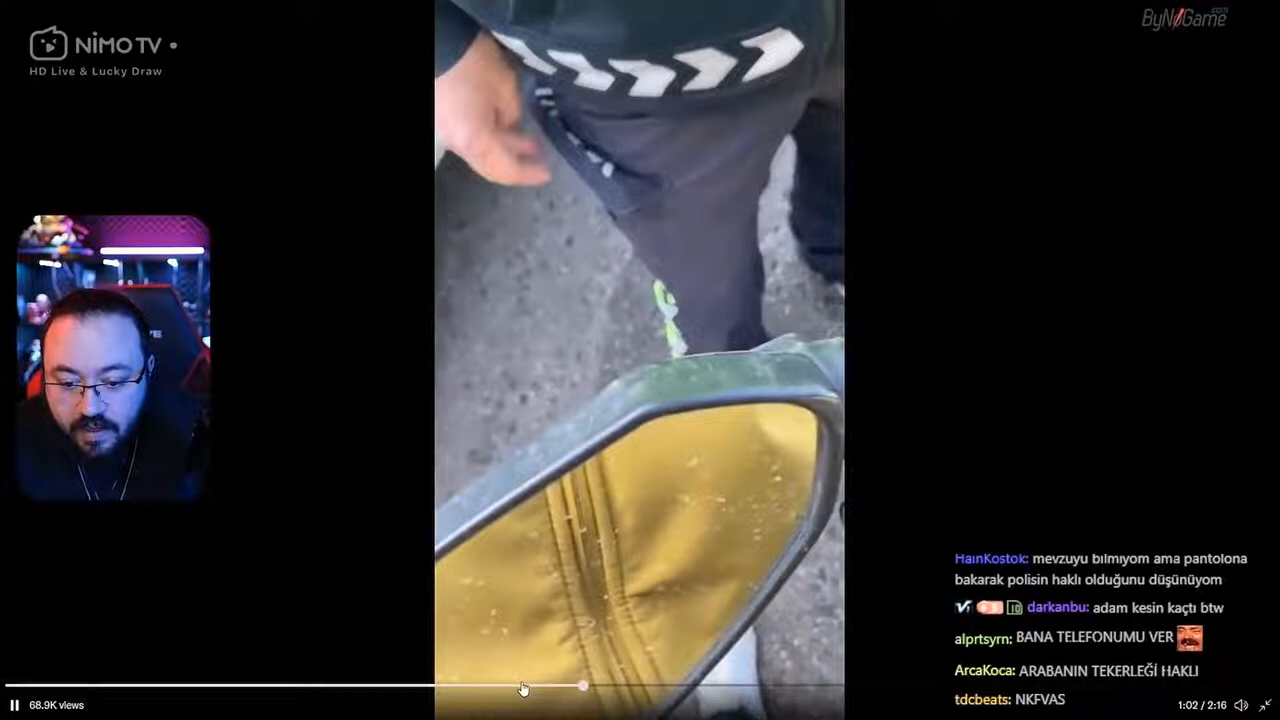 NiMO TV
HD Live & Lucky Draw
ByNoGame.com
HainKostok: mevzuyu bilmiyom ama pantolona
bakarak polisin haklı olduğunu düşünüyom
darkanbu: adam kesin kaçtı btw
alprtsyrn: BANA TELEFONUMU VER
ArcaKoca: ARABANIN TEKERLEĞİ HAKLI
tdcbeats: NKFVAS
68.9K views
1:02 / 2:16